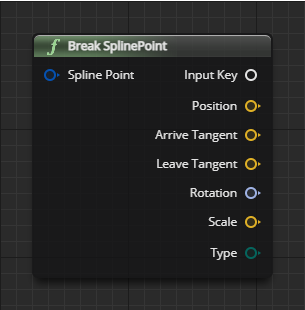 f Break SplinePoint
Spline Point Input Key
Position
Arrive Tangent
Leave Tangent
Rotation
Scale
Type